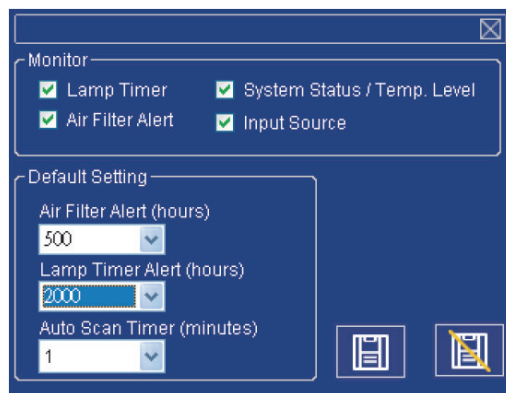 Monitor
Lamp Timer
System Status / Temp. Level
Air Filter Alert
Input Source
Default Setting
Air Filter Alert (hours)
500
Lamp Timer Alert (hours)
2000
Auto Scan Timer (minutes)
1